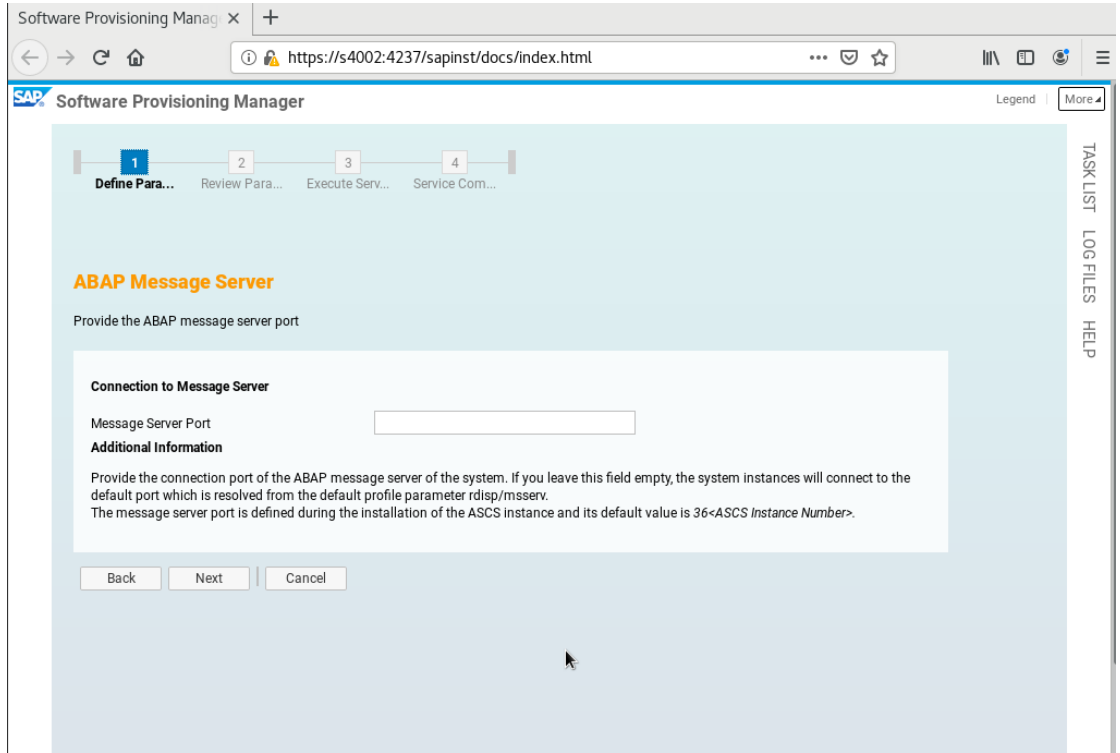 Software Provisioning Manag
https://s4002:4237/sapinst/docs/index.html
SAP Software Provisioning Manager
Legend
More
1
2
3
4
Define Para...
Review Para...
Execute Serv...
Service Com...
TASK LIST
LOG FILES
HELP
ABAP Message Server
Provide the ABAP message server port
Connection to Message Server
Message Server Port
Additional Information
Provide the connection port of the ABAP message server of the system. If you leave this field empty, the system instances will connect to the
default port which is resolved from the default profile parameter rdisp/msserv.
The message server port is defined during the installation of the ASCS instance and its default value is 36<ASCS Instance Number>.
Back
Next
Cancel